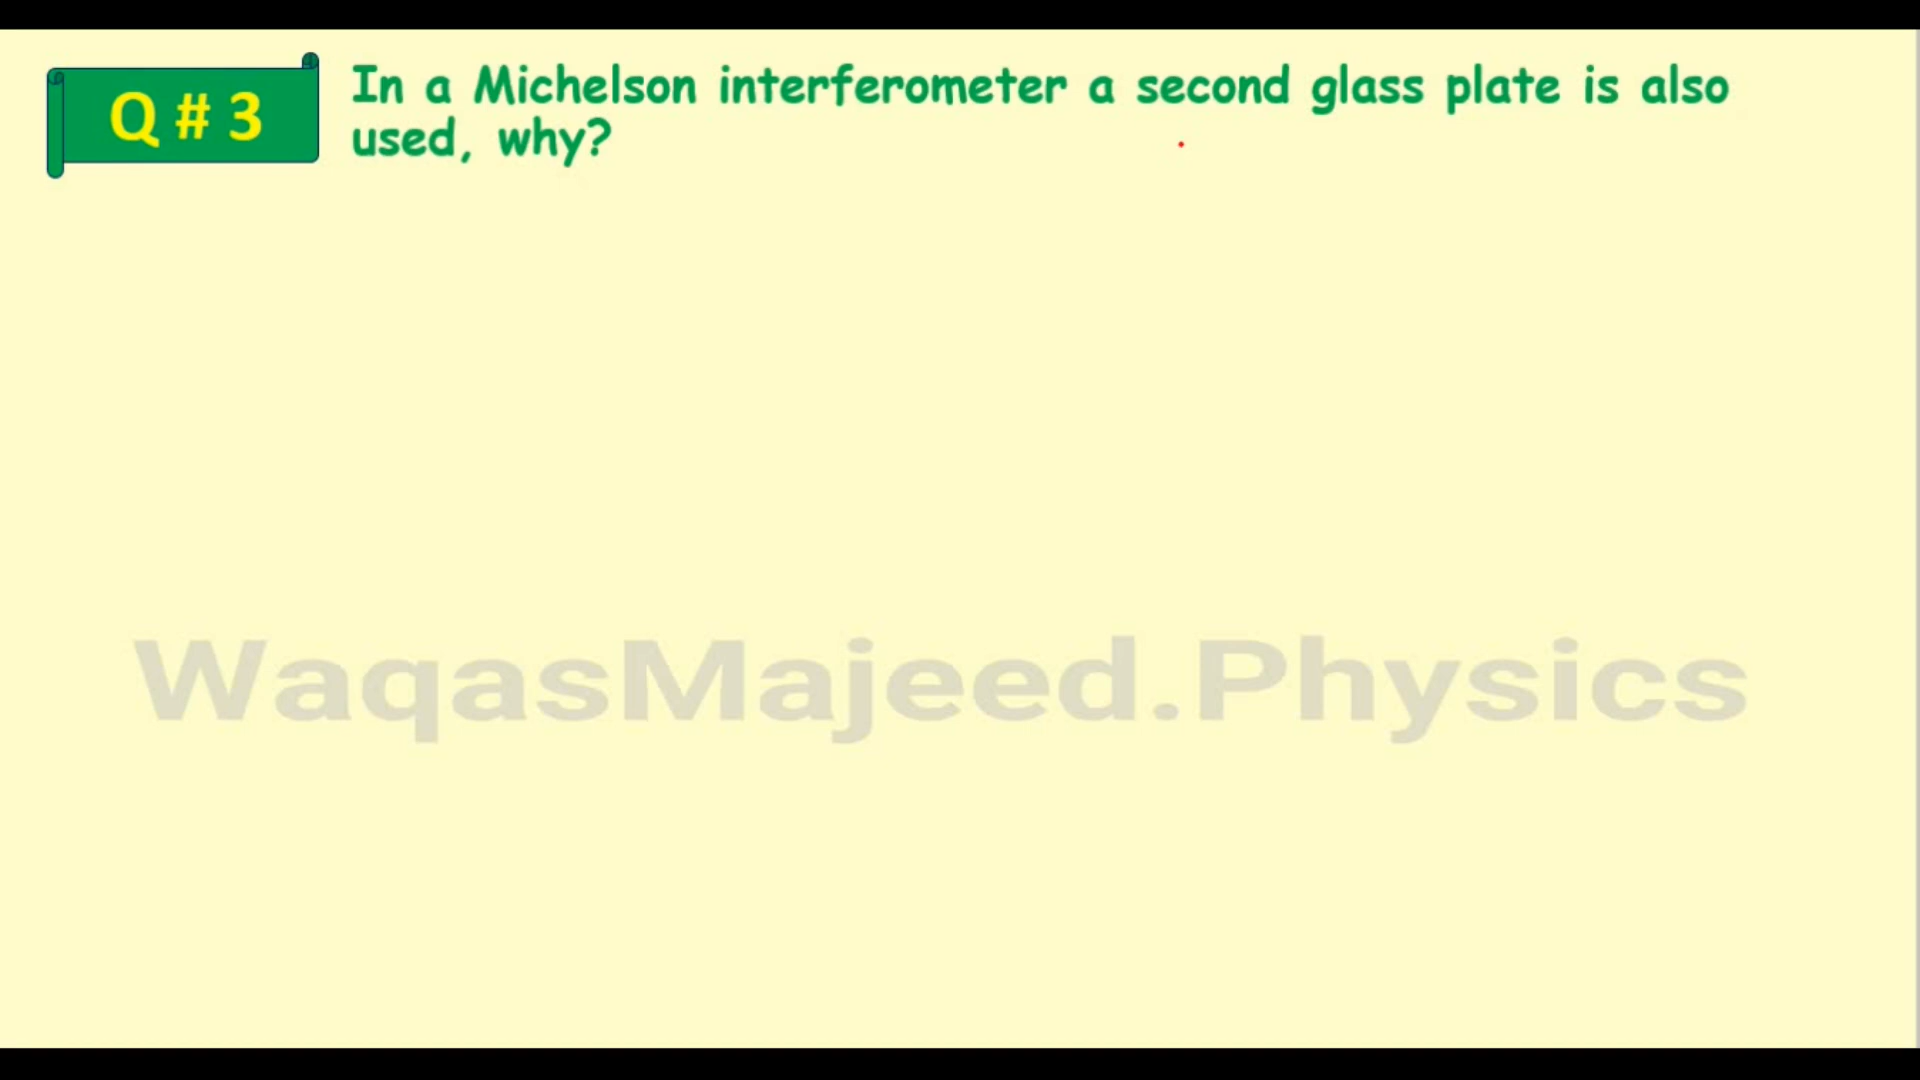 Q # 3
In a Michelson interferometer a second glass plate is also
used, why?
WaqasMajeed.Physics